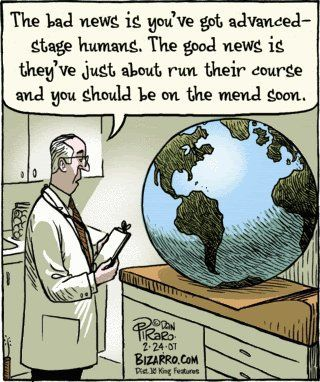 The bad news is you've got advanced-
stage humans. The good news is
they've just about run their course
and you should be on the mend soon.
©DAN
PIRARO.
2-24-07
BIZARRO.COM
Dist. by King Features